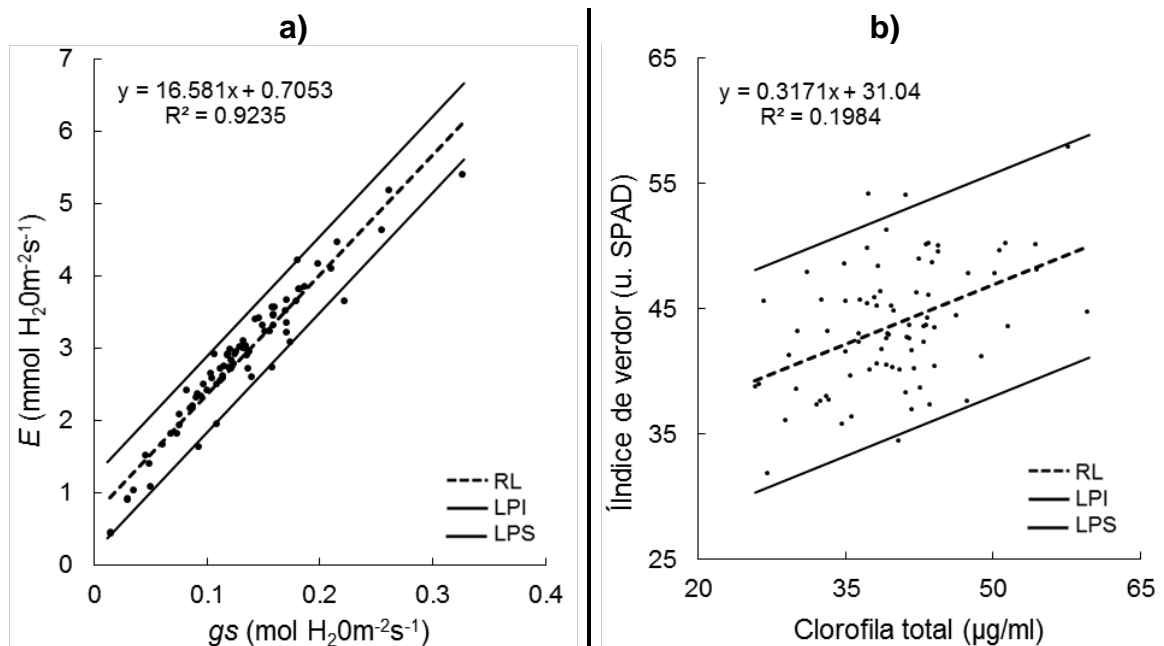 a)
y = 16.581x + 0.7053
R² = 0.9235
7
6
5
4
3
2
1
0
E (mmol H₂0m⁻²s⁻¹)
RL
LPI
LPS
0 0.1 0.2 0.3 0.4
gs (mol H₂0m⁻²s⁻¹)
b)
y = 0.3171x + 31.04
R² = 0.1984
65
55
45
35
25
ÍIndice de verdor (u. SPAD)
RL
LPI
LPS
20 35 50 65
Clorofila total (µg/ml)